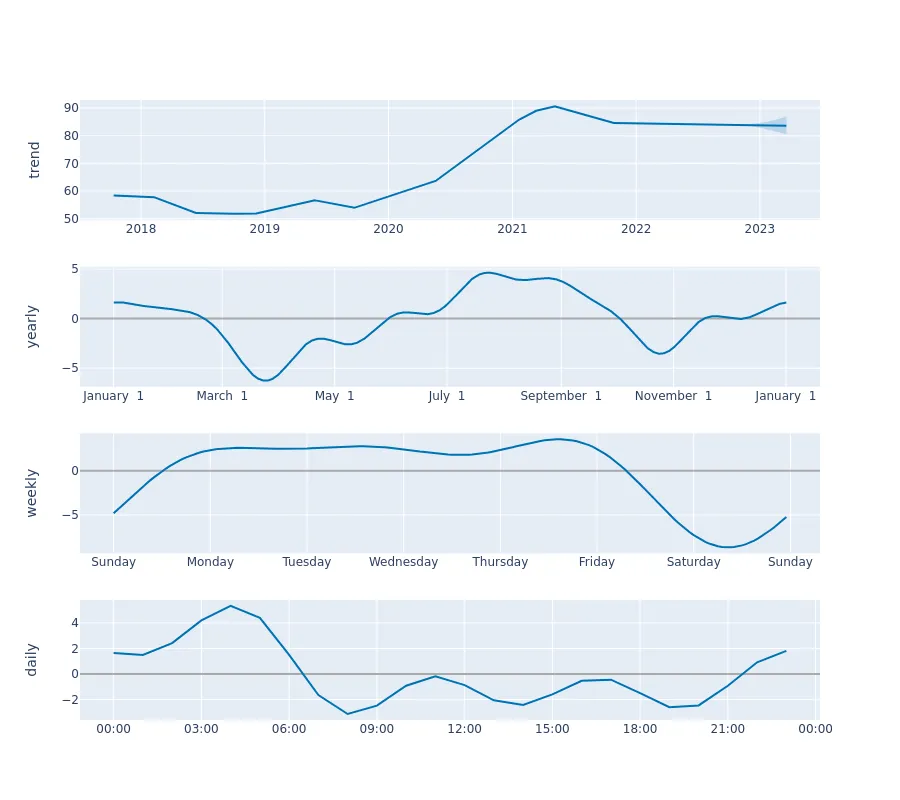 trend
90
80
70
60
50
2018 2019 2020 2021 2022 2023
yearly
5
0
−5
January 1 March 1 May 1 July 1 September 1 November 1 January 1
weekly
0
−5
Sunday Monday Tuesday Wednesday Thursday Friday Saturday Sunday
daily
4
2
0
−2
00:00 03:00 06:00 09:00 12:00 15:00 18:00 21:00 00:00